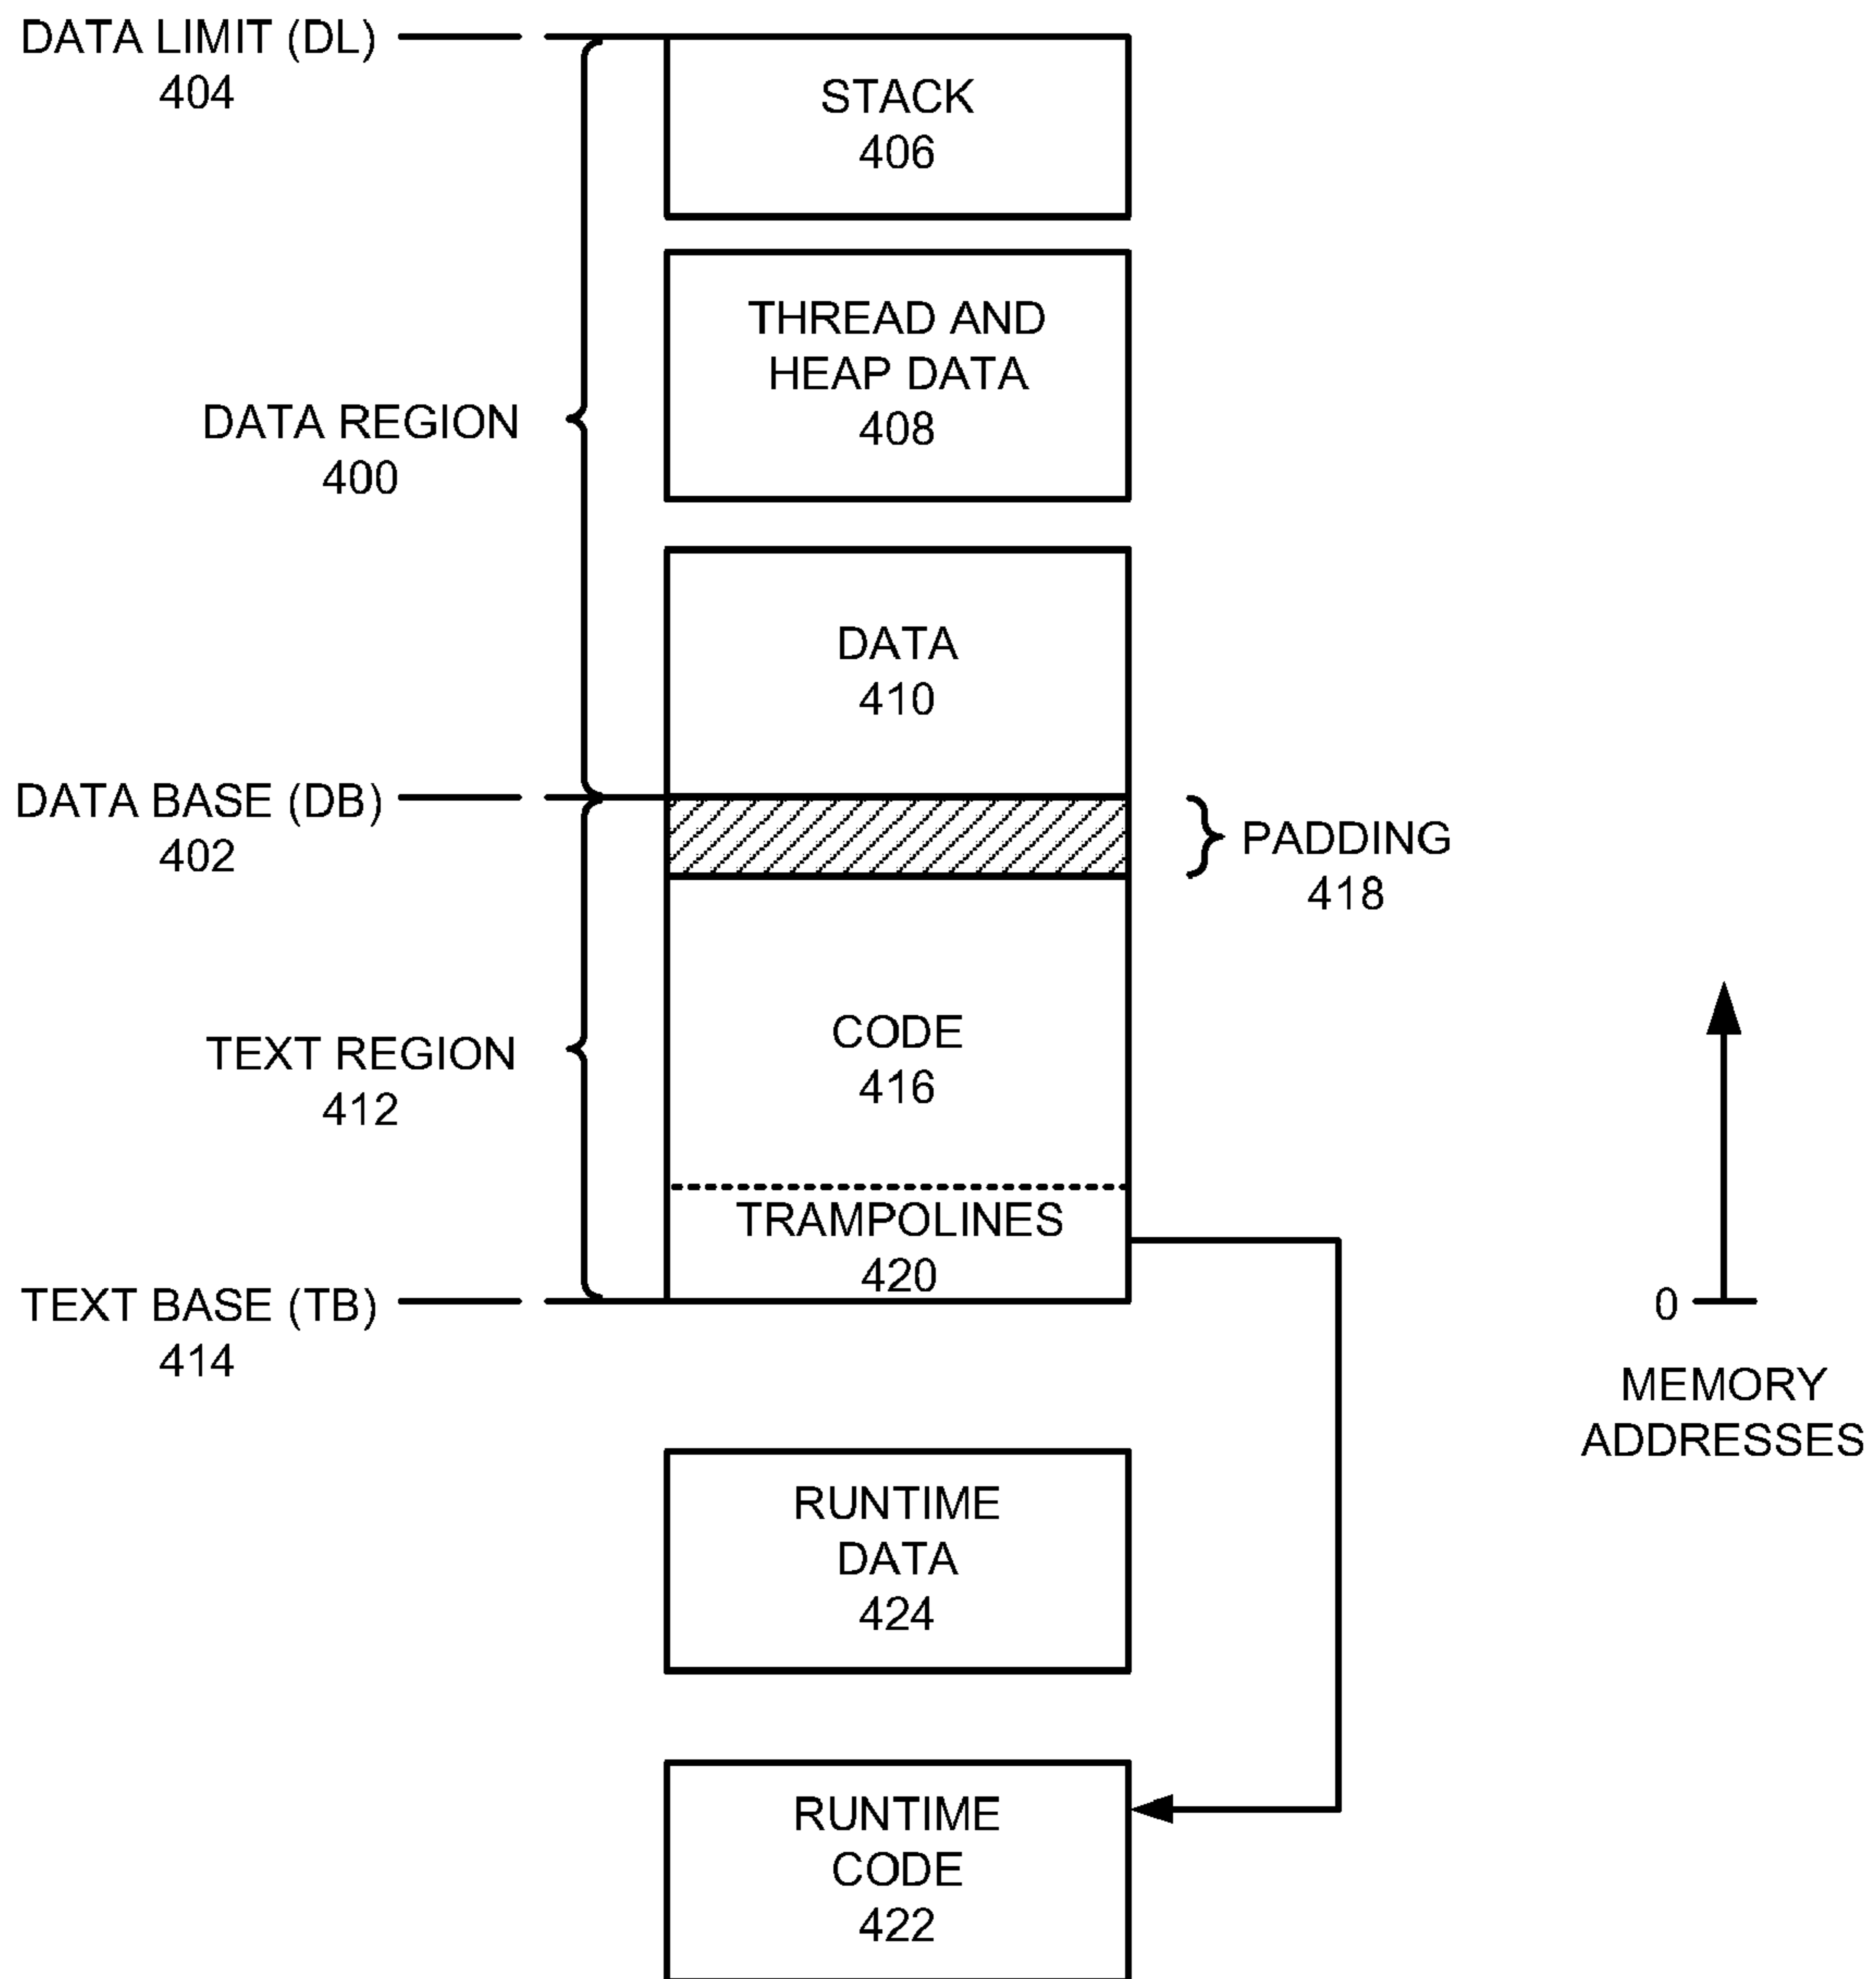 DATA LIMIT (DL)
404
STACK
406
THREAD AND
HEAP DATA
408
DATA REGION
400
DATA
410
DATA BASE (DB)
402
PADDING
418
CODE
416
TEXT REGION
412
TRAMPOLINES
420
TEXT BASE (TB)
414
0
MEMORY
ADDRESSES
RUNTIME
DATA
424
RUNTIME
CODE
422